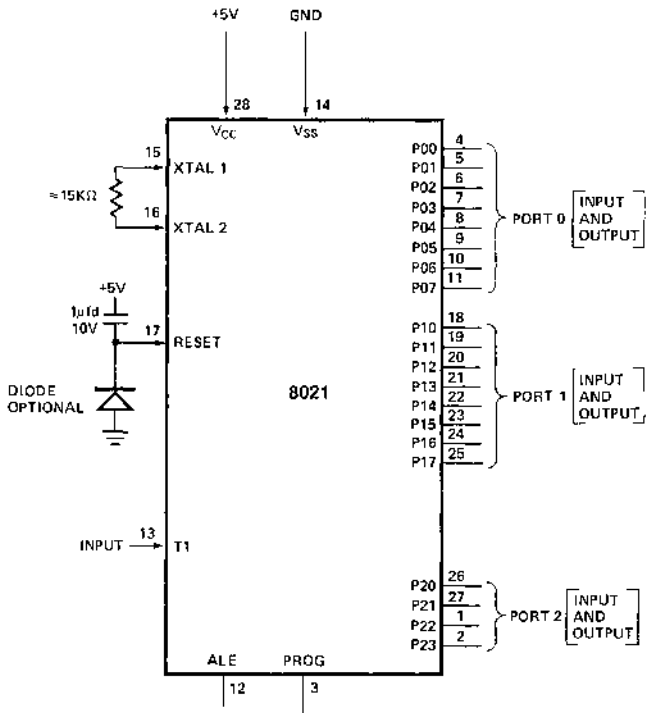 +5V
GND
28
14
VCC
VSS
15
XTAL 1
≈15KΩ
16
XTAL 2
+5V
1μfd
10V
17
RESET
DIODE
OPTIONAL
8021
INPUT
13
T1
ALE
PROG
12
3
P00 4
P01 5
P02 6
P03 7
P04 8
P05 9
P06 10
P07 11
PORT 0
INPUT
AND
OUTPUT
P10 18
P11 19
P12 20
P13 21
P14 22
P15 23
P16 24
P17 25
PORT 1
INPUT
AND
OUTPUT
P20 26
P21 27
P22 1
P23 2
PORT 2
INPUT
AND
OUTPUT